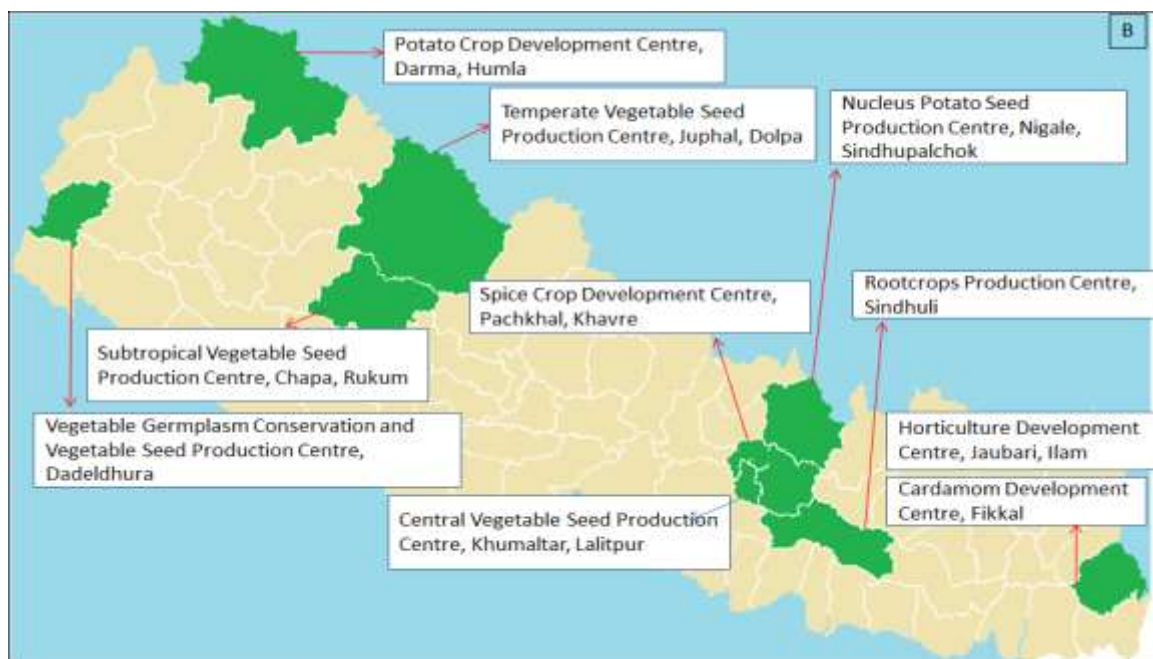 B
Potato Crop Development Centre,
Darma, Humla
Temperate Vegetable Seed
Production Centre, Juphal, Dolpa
Nucleus Potato Seed
Production Centre, Nigale,
Sindhupalchok
Spice Crop Development Centre,
Pachkhal, Khavre
Rootcrops Production Centre,
Sindhuli
Subtropical Vegetable Seed
Production Centre, Chapa, Rukum
Vegetable Germplasm Conservation and
Vegetable Seed Production Centre,
Dadeldhura
Horticulture Development
Centre, Jaubari, Ilam
Cardamom Development
Centre, Fikkal
Central Vegetable Seed Production
Centre, Khumaltar, Lalitpur